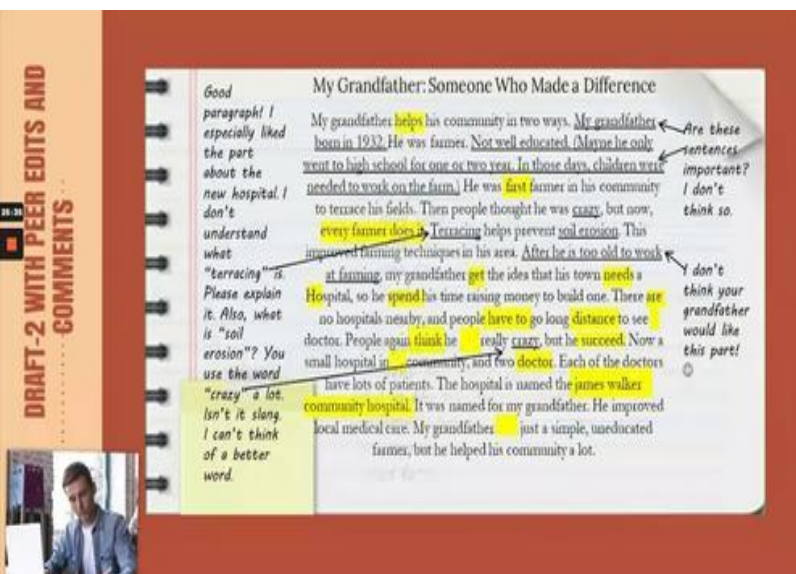 DRAFT-2 WITH PEER EDITS AND
COMMENTS
Good
paragraph! I
especially liked
the part
about the
new hospital. I
don't
understand
what
"terracing" is.
Please explain
it. Also, what
is "soil
erosion"? You
use the word
"crazy" a lot.
Isn't it slang.
I can't think
of a better
word.
My Grandfather: Someone Who Made a Difference
My grandfather helps his community in two ways. My grandfather
born in 1932. He was farmer. Not well educated. (Mayne he only
went to high school for one or two year. In those days, children were
needed to work on the farm.) He was first farmer in his community
to terrace his fields. Then people thought he was crazy, but now,
every farmer does it. Terracing helps prevent soil erosion. This
improved farming techniques in his area. After he is too old to work
at farming, my grandfather get the idea that his town needs a
Hospital, so he spend his time raising money to build one. There are
no hospitals nearby, and people have to go long distance to see
doctor. People again think he really crazy, but he succeed. Now a
small hospital in community, and two doctor. Each of the doctors
have lots of patients. The hospital is named the james walker
community hospital. It was named for my grandfather. He improved
local medical care. My grandfather just a simple, uneducated
farmer, but he helped his community a lot.
Are these
sentences
important?
I don't
think so.
I don't
think your
grandfather
would like
this part!